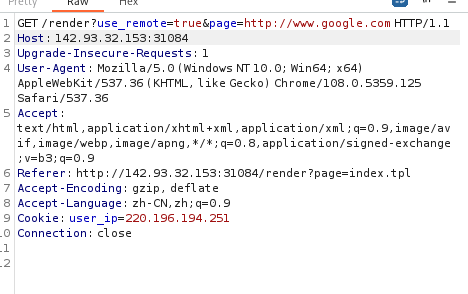 Pretty Raw Hex
1 GET /render?use_remote=true&page=http://www.google.com HTTP/1.1
2 Host: 142.93.32.153:31084
3 Upgrade-Insecure-Requests: 1
4 User-Agent: Mozilla/5.0 (Windows NT 10.0; Win64; x64)
AppleWebKit/537.36 (KHTML, like Gecko) Chrome/108.0.5359.125
Safari/537.36
5 Accept:
text/html,application/xhtml+xml,application/xml;q=0.9,image/av
if,image/webp,image/apng,*/*;q=0.8,application/signed-exchange
;v=b3;q=0.9
6 Referer: http://142.93.32.153:31084/render?page=index.tpl
7 Accept-Encoding: gzip, deflate
8 Accept-Language: zh-CN,zh;q=0.9
9 Cookie: user_ip=220.196.194.251
10 Connection: close
11
12